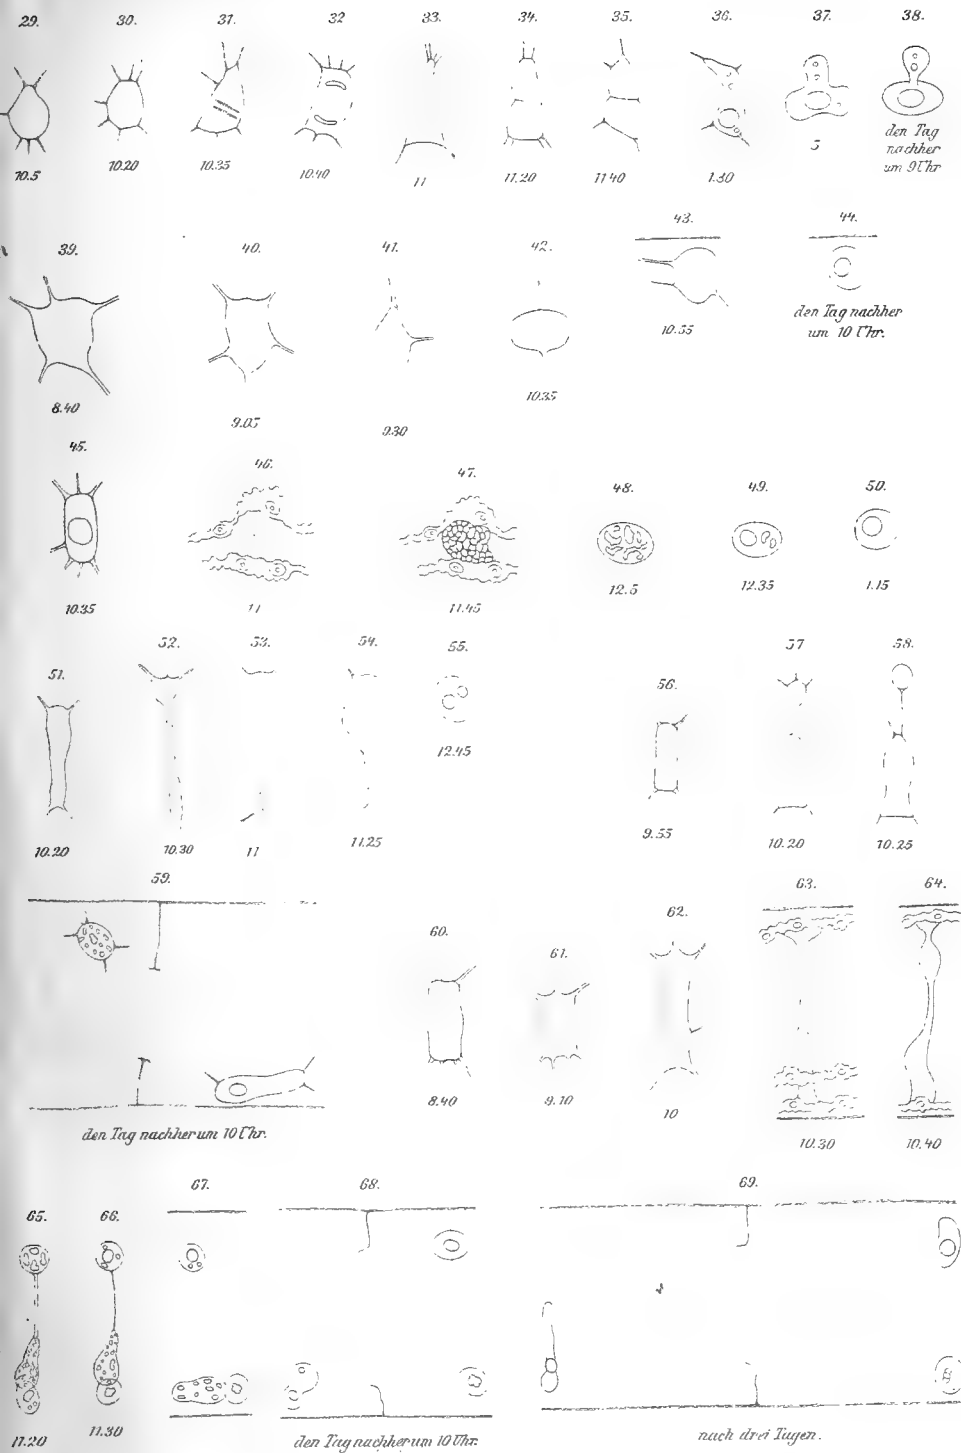 29. 30. 31. 32 33. 34. 35. 36. 37. 38.
10.5 10.20 10.35 10.40 11 11.20 11.40 1.30 5 den Tag
nachher
um 9 Uhr
39. 40. 41. 42. 43. 44.
8.40 9.05 9.30 10.35 10.55 den Tag nachher
um 10 Uhr.
45. 46. 47. 48. 49. 50.
10.35 11 11.45 12.5 12.35 1.15
51. 52. 53. 54. 55. 56. 57 58.
10.20 10.30 11 11.25 12.45 9.55 10.20 10.25
59. 60. 61. 62. 63. 64.
den Tag nachher um 10 Uhr. 8.40 9.10 10 10.30 10.40
65. 66. 67. 68. 69.
11.20 11.30 den Tag nachher um 10 Uhr. nach drei Tagen.